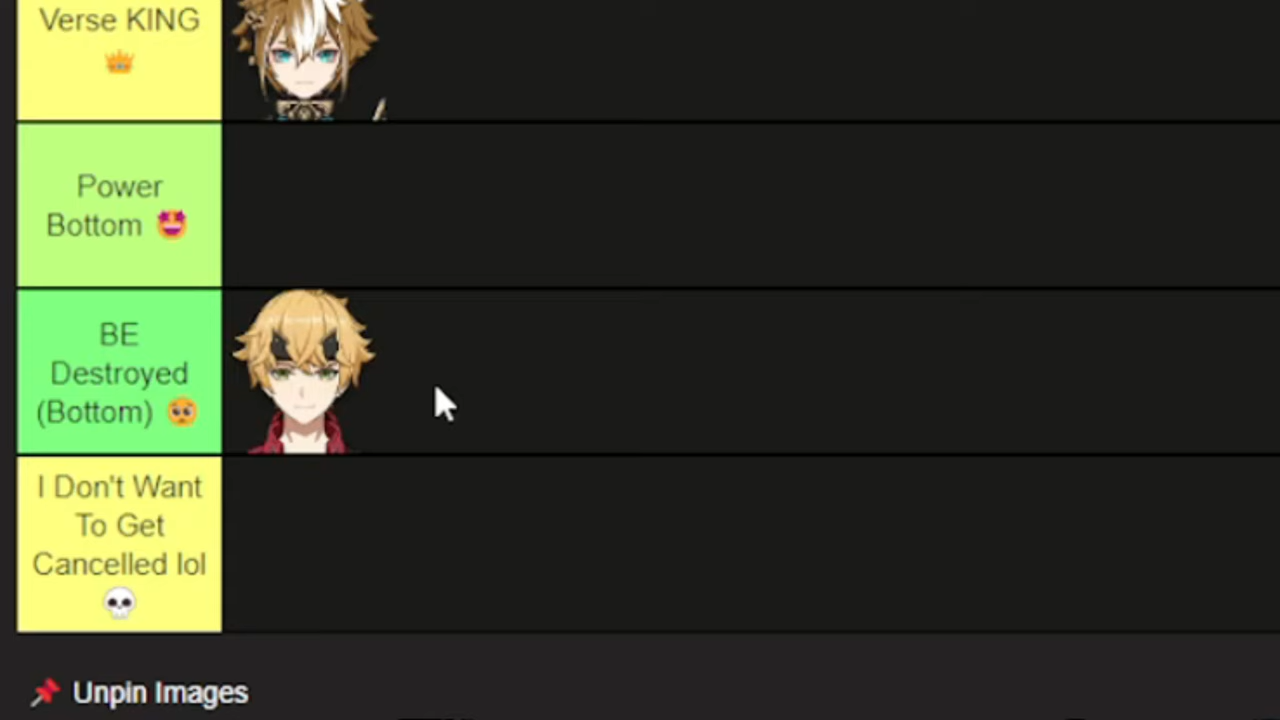 Verse KING
👑
Power
Bottom 🤩
BE
Destroyed
(Bottom) 🥺
I Don't Want
To Get
Cancelled lol
💀
📌 Unpin Images